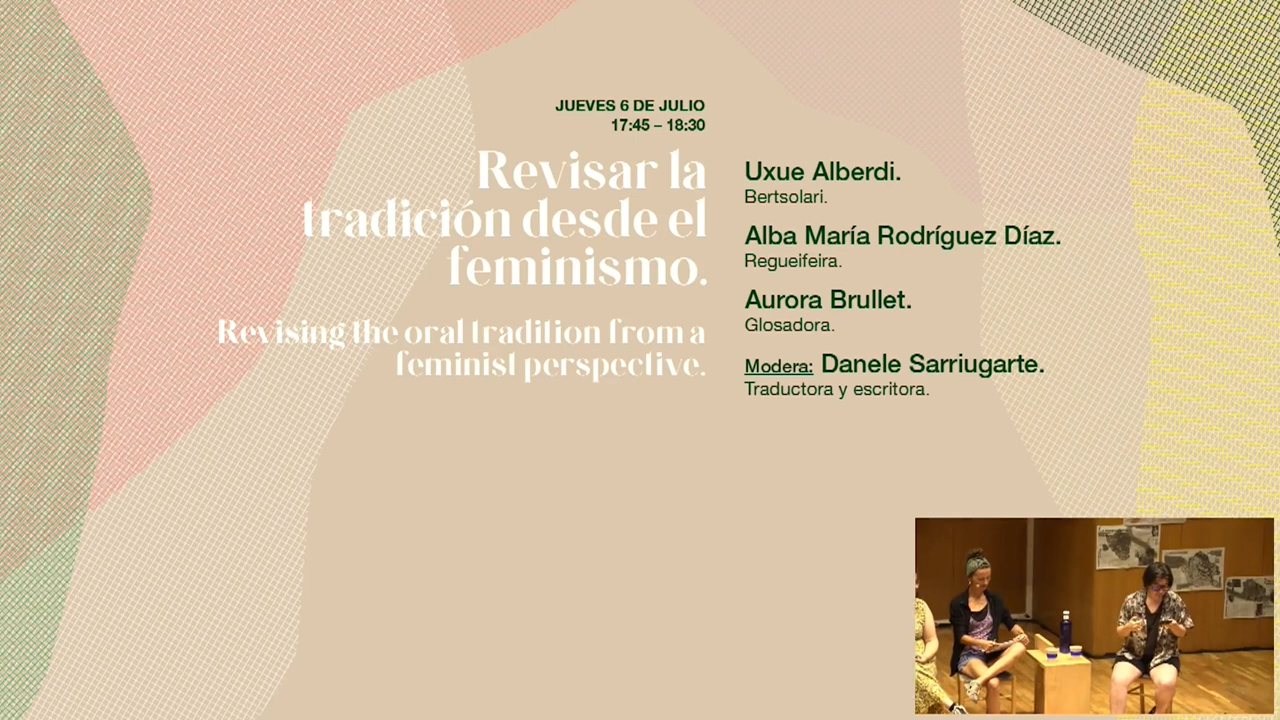 JUEVES 6 DE JULIO
17:45 – 18:30
Revisar la
tradición desde el
feminismo.
Revising the oral tradition from a
feminist perspective.
Uxue Alberdi.
Bertsolari.
Alba María Rodríguez Díaz.
Regueifeira.
Aurora Brullet.
Glosadora.
Modera: Danele Sarriugarte.
Traductora y escritora.